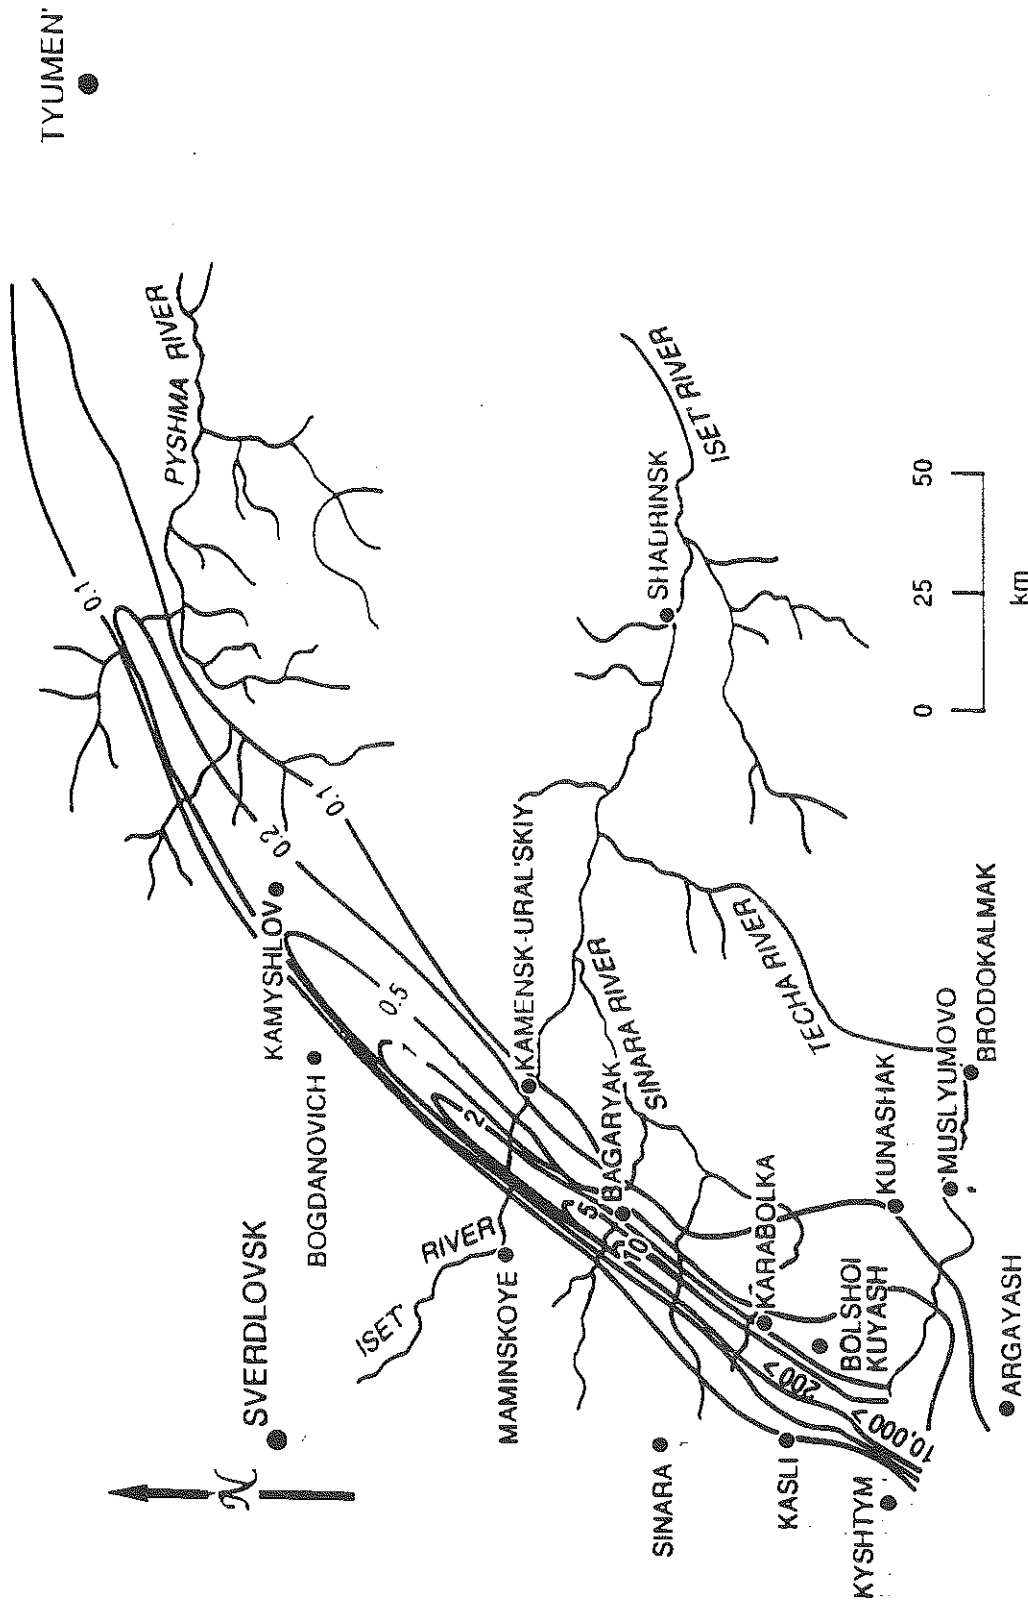 TYUMEN'
SVERDLOVSK
N
BOGDANOVICH
KAMYSHLOV
PYSHMA RIVER
0.1
0.2
0.1
0.5
1
2
5
10
200 >
10,000 >
ISET'
RIVER
MAMINSKOYE
KAMENSK-URAL'SKIY
SHADRINSK
ISET' RIVER
SINARA
BAGARYAK
SINARA RIVER
TECHA RIVER
KASLI
KARABOLKA
BOLSHOI
KUYASH
KUNASHAK
KYSHTYM
MUSLYUMOVO
BRODOKALMAK
ARGAYASH
0
25
50
km